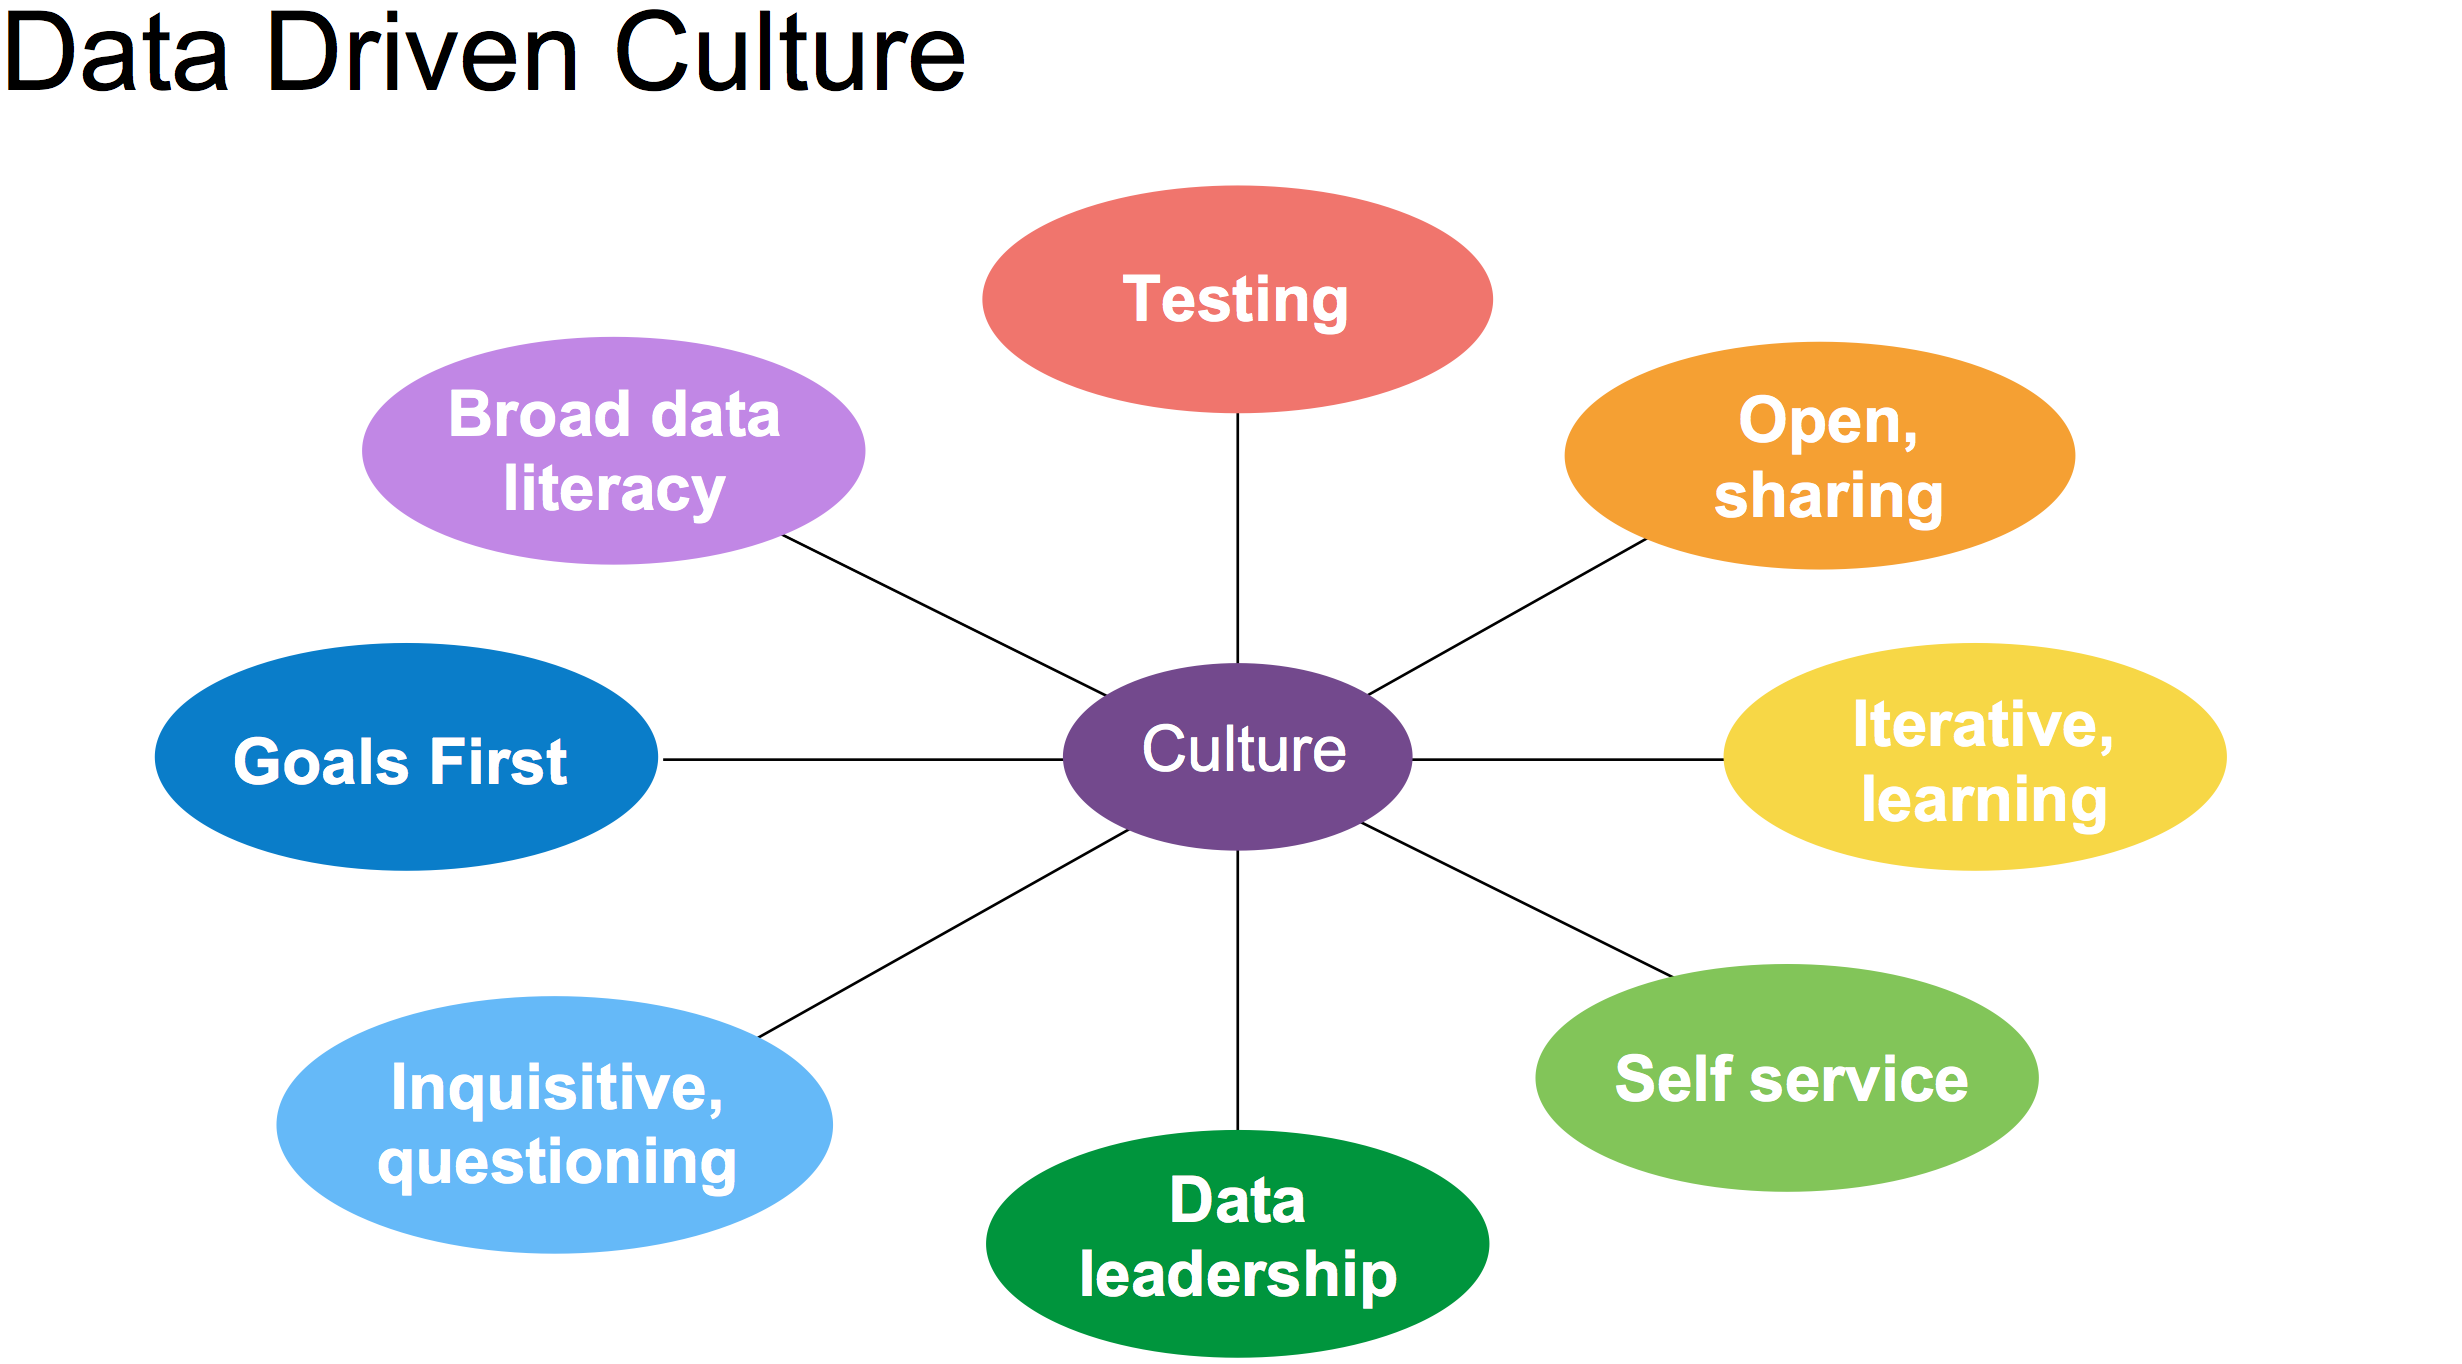 Data Driven Culture
Testing
Broad data
literacy
Open,
sharing
Goals First
Culture
Iterative,
learning
Inquisitive,
questioning
Self service
Data
leadership